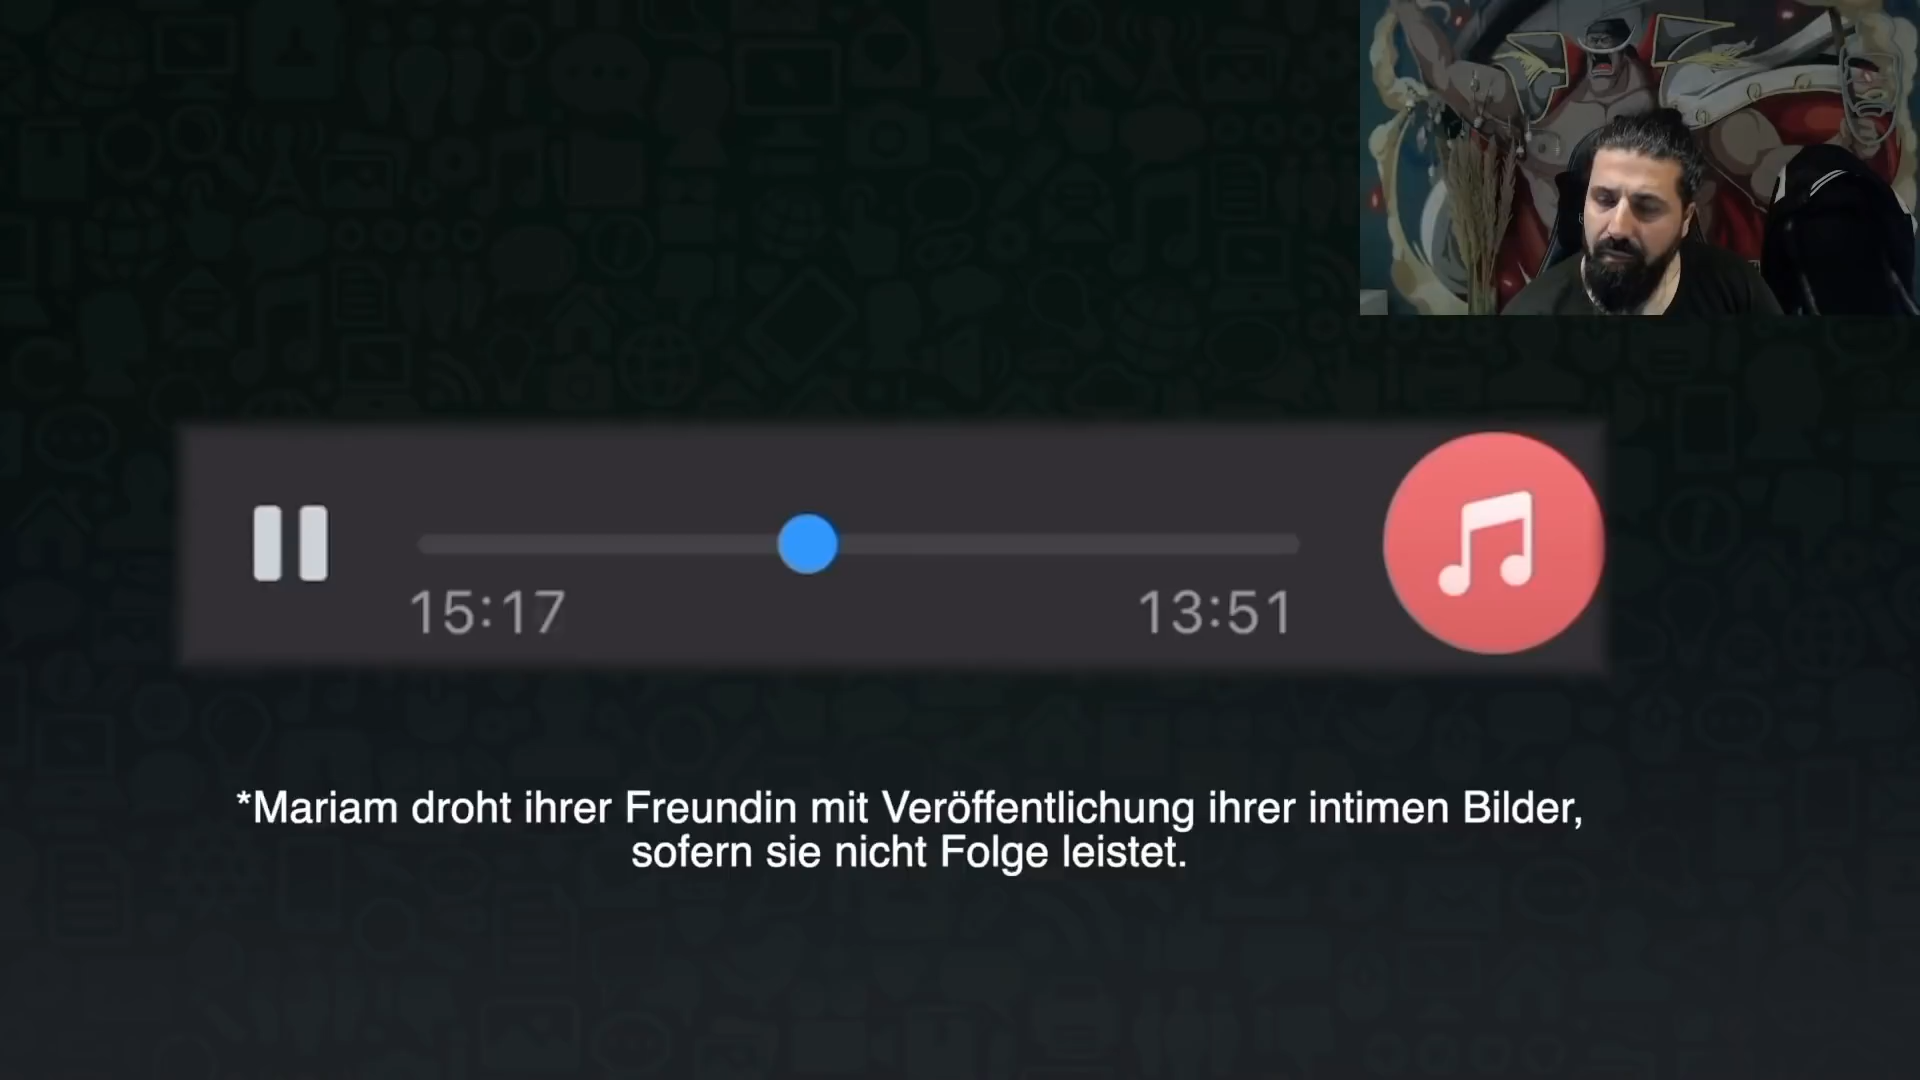 15:17
13:51
*Mariam droht ihrer Freundin mit Veröffentlichung ihrer intimen Bilder,
sofern sie nicht Folge leistet.